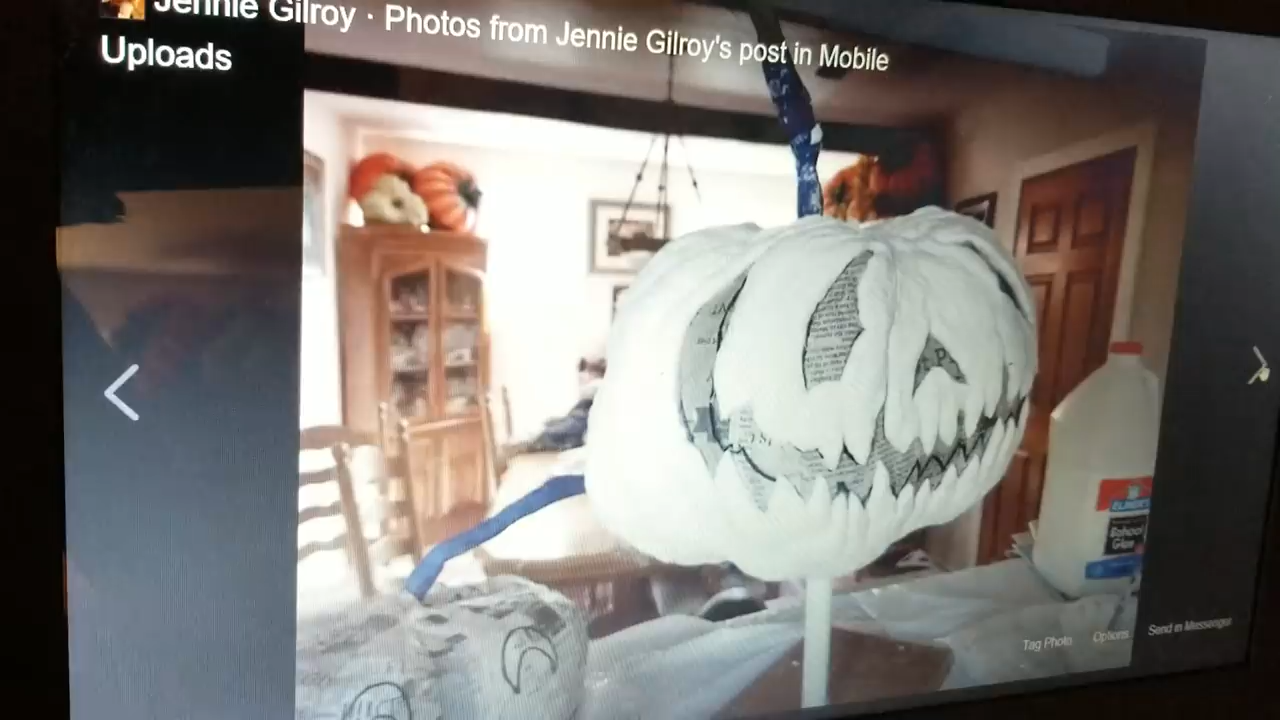 Jennie Gilroy · Photos from Jennie Gilroy's post in Mobile
Uploads
ELMER'S
School
Glue
Tag Photo Options Send in Messenger